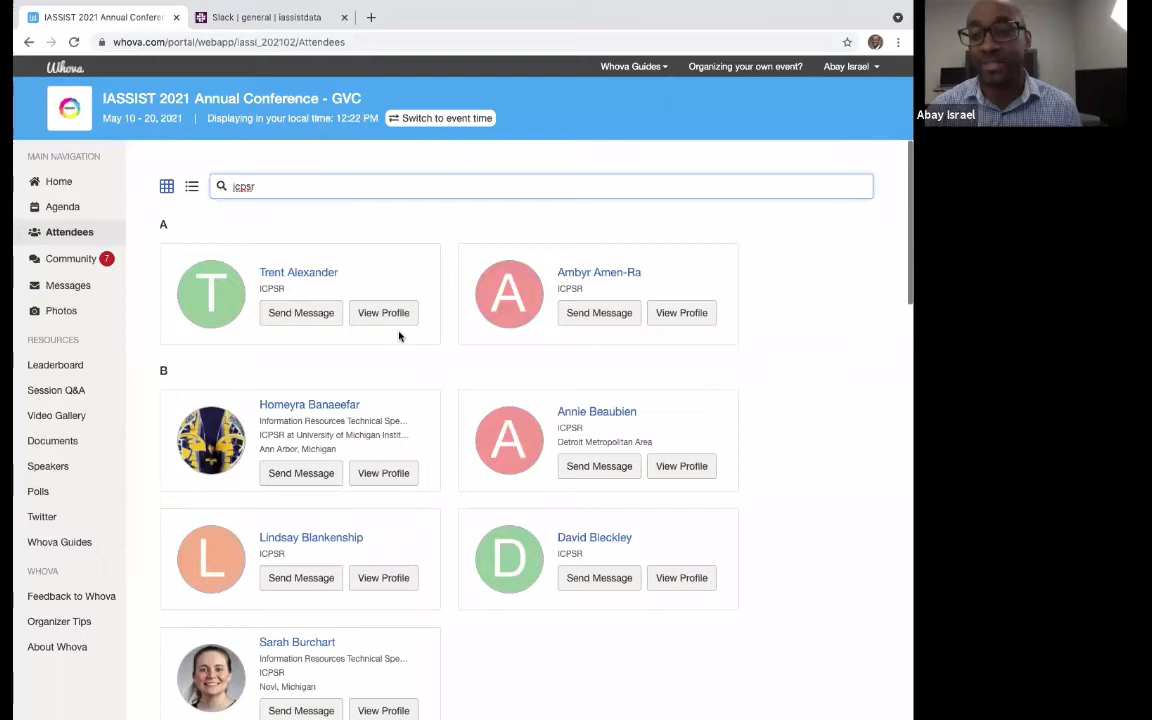 IASSIST 2021 Annual Conferer
Slack | general | iassistdata
whova.com/portal/webapp/iassi_202102/Attendees
Whova
Whova Guides
Organizing your own event?
Abay Israel
IASSIST 2021 Annual Conference - GVC
May 10 - 20, 2021 | Displaying in your local time: 12:22 PM
Switch to event time
Abay Israel
MAIN NAVIGATION
Home
Agenda
Attendees
Community 7
Messages
Photos
RESOURCES
Leaderboard
Session Q&A
Video Gallery
Documents
Speakers
Polls
Twitter
Whova Guides
WHOVA
Feedback to Whova
Organizer Tips
About Whova
icpsr
A
T
Trent Alexander
ICPSR
Send Message
View Profile
A
Ambyr Amen-Ra
ICPSR
Send Message
View Profile
B
Homeyra Banaeefar
Information Resources Technical Spe...
ICPSR at University of Michigan Instit...
Ann Arbor, Michigan
Send Message
View Profile
A
Annie Beaubien
ICPSR
Detroit Metropolitan Area
Send Message
View Profile
L
Lindsay Blankenship
ICPSR
Send Message
View Profile
D
David Bleckley
ICPSR
Send Message
View Profile
Sarah Burchart
Information Resources Technical Spe...
ICPSR
Novi, Michigan
Send Message
View Profile